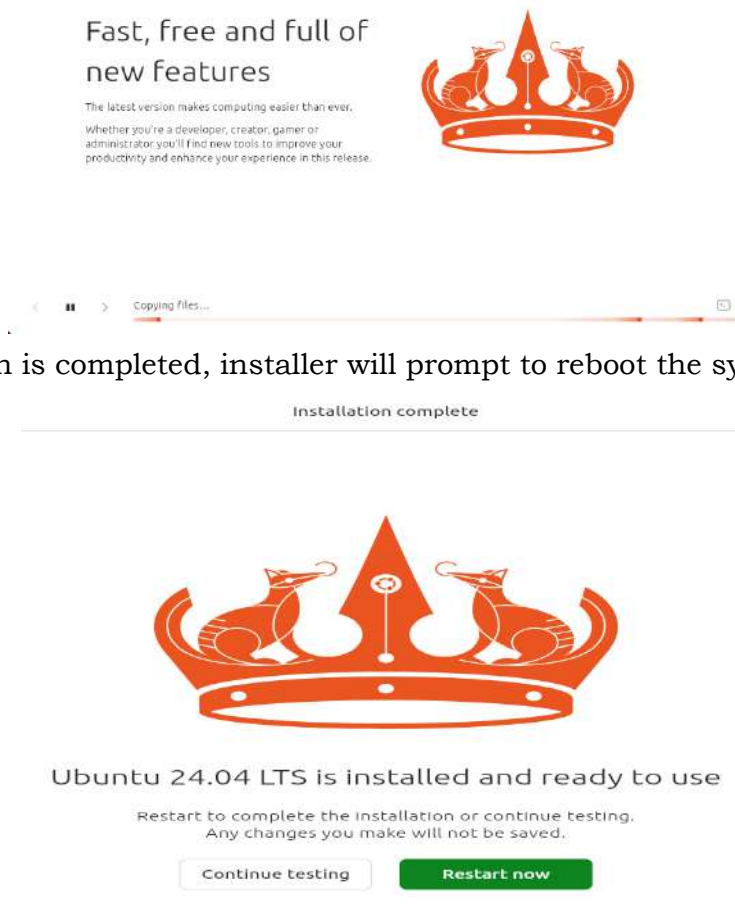 Fast, free and full of
new features
The latest version makes computing easier than ever.
Whether you're a developer, creator, gamer or
administrator you'll find new tools to improve your
productivity and enhance your experience in this release.
Copying files...
is completed, installer will prompt to reboot the
Installation complete
Ubuntu 24.04 LTS is installed and ready to use
Restart to complete the installation or continue testing.
Any changes you make will not be saved.
Continue testing
Restart now